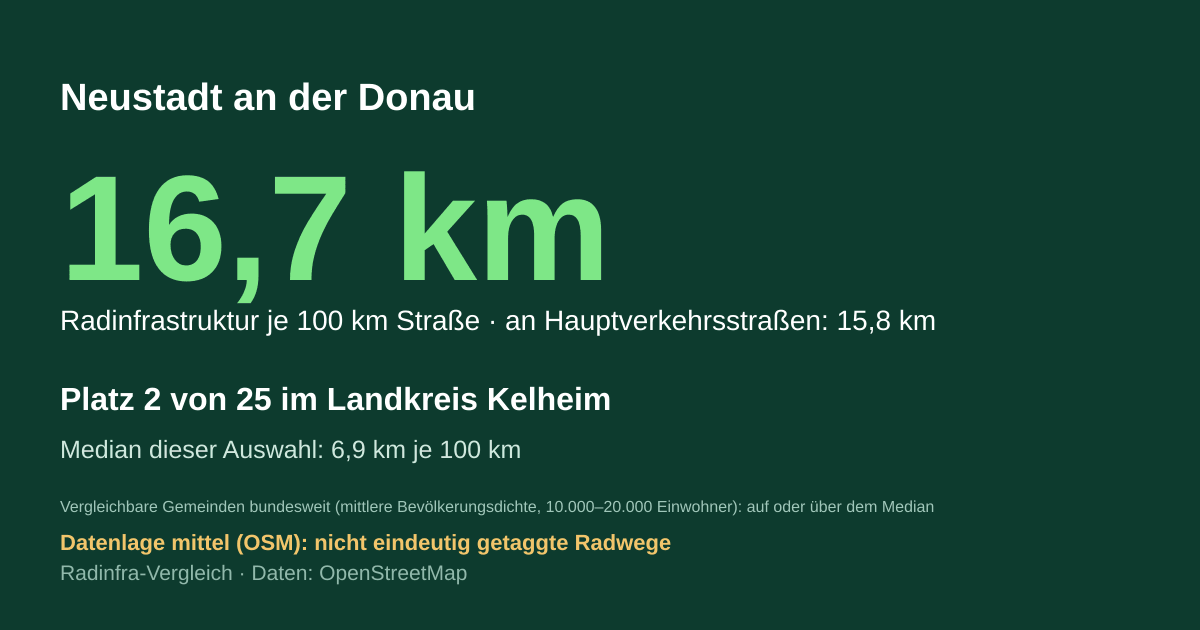 Neustadt an der Donau
16,7 km
Radinfrastruktur je 100 km Straße · an Hauptverkehrsstraßen: 15,8 km
Platz 2 von 25 im Landkreis Kelheim
Median dieser Auswahl: 6,9 km je 100 km
Vergleichbare Gemeinden bundesweit (mittlere Bevölkerungsdichte, 10.000–20.000 Einwohner): auf oder über dem Median
Datenlage mittel (OSM): nicht eindeutig getaggte Radwege
Radinfra-Vergleich · Daten: OpenStreetMap